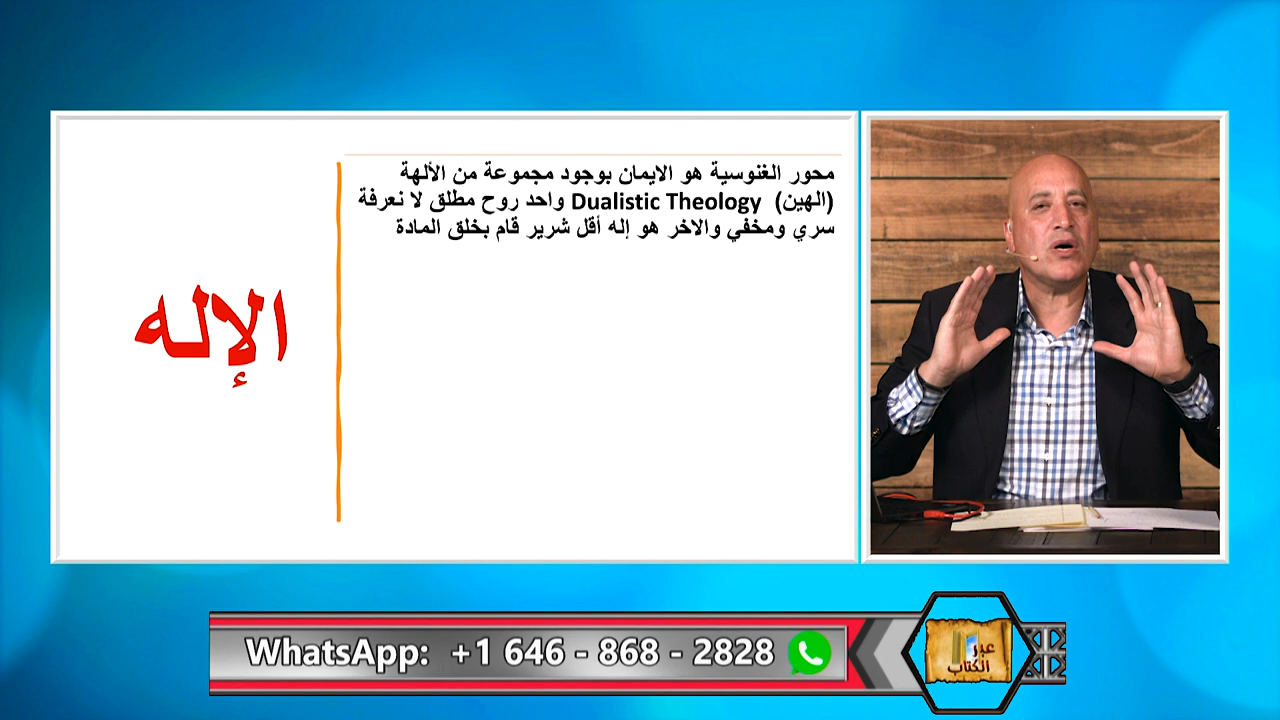 محور الغنوسية هو الايمان بوجود مجموعة من الألهة
(الهين) Dualistic Theology واحد روح مطلق لا نعرفة
سري ومخفي والاخر هو إله أقل شرير قام بخلق المادة
الإله
WhatsApp: +1 646 - 868 - 2828
عبر
الكتاب